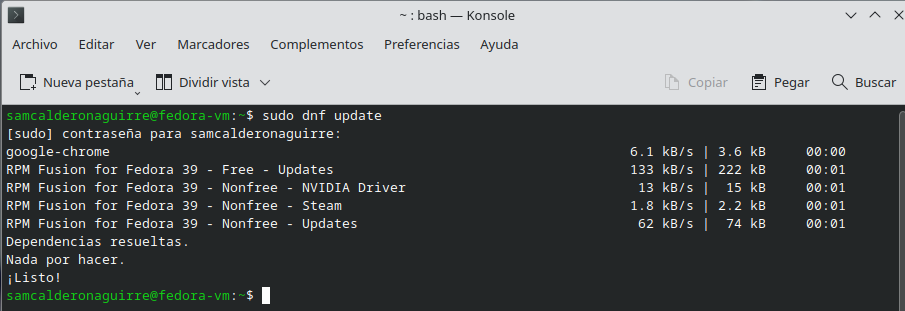 ~ : bash — Konsole
Archivo Editar Ver Marcadores Complementos Preferencias Ayuda
Nueva pestaña Dividir vista Copiar Pegar Buscar
samcalderonaguirre@fedora-vm:~$ sudo dnf update
[sudo] contraseña para samcalderonaguirre:
google-chrome 6.1 kB/s | 3.6 kB 00:00
RPM Fusion for Fedora 39 - Free - Updates 133 kB/s | 222 kB 00:01
RPM Fusion for Fedora 39 - Nonfree - NVIDIA Driver 13 kB/s | 15 kB 00:01
RPM Fusion for Fedora 39 - Nonfree - Steam 1.8 kB/s | 2.2 kB 00:01
RPM Fusion for Fedora 39 - Nonfree - Updates 62 kB/s | 74 kB 00:01
Dependencias resueltas.
Nada por hacer.
¡Listo!
samcalderonaguirre@fedora-vm:~$